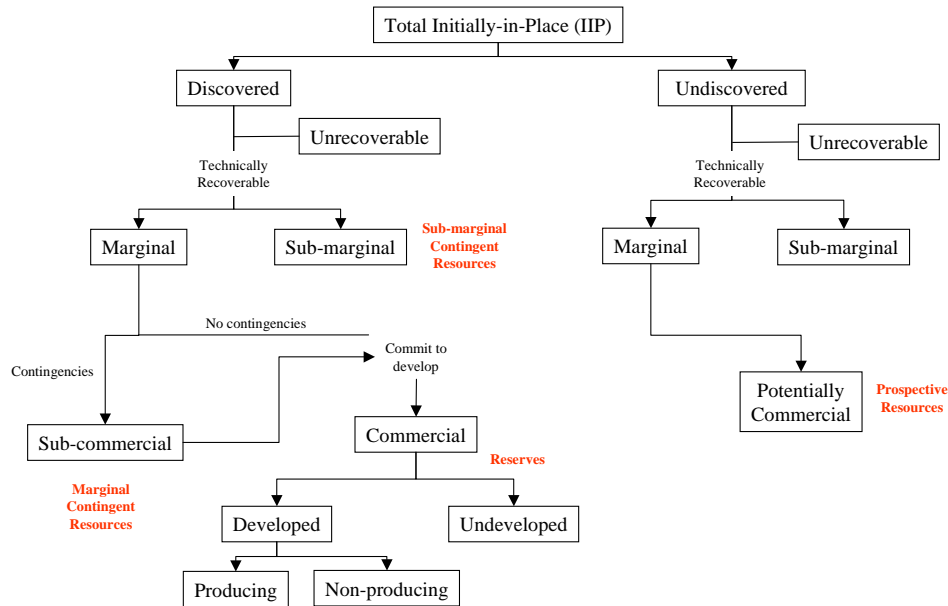 Total Initially-in-Place (IIP)
Discovered
Undiscovered
Unrecoverable
Unrecoverable
Technically
Recoverable
Technically
Recoverable
Marginal
Sub-marginal
Sub-marginal
Contingent
Resources
Marginal
Sub-marginal
No contingencies
Contingencies
Commit to
develop
Potentially
Commercial
Prospective
Resources
Sub-commercial
Commercial
Reserves
Marginal
Contingent
Resources
Developed
Undeveloped
Producing
Non-producing